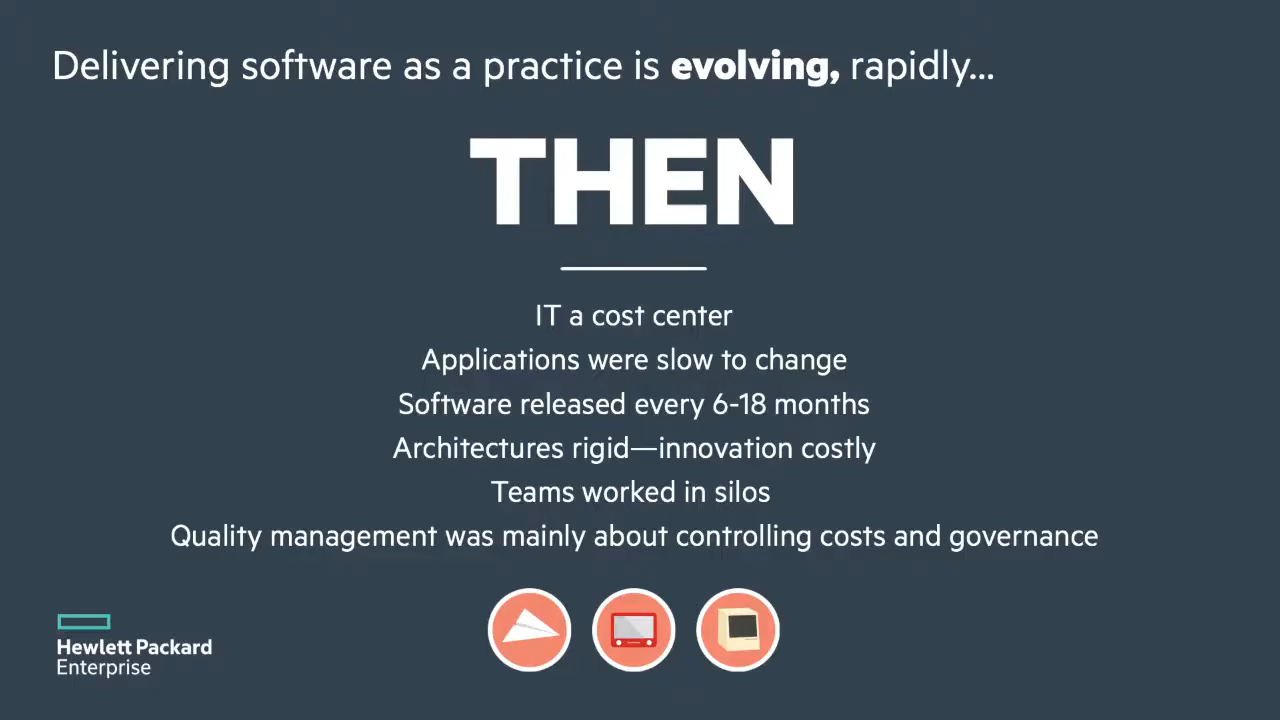 Delivering software as a practice is evolving, rapidly...
THEN
IT a cost center
Applications were slow to change
Software released every 6-18 months
Architectures rigid—innovation costly
Teams worked in silos
Quality management was mainly about controlling costs and governance
Hewlett Packard
Enterprise